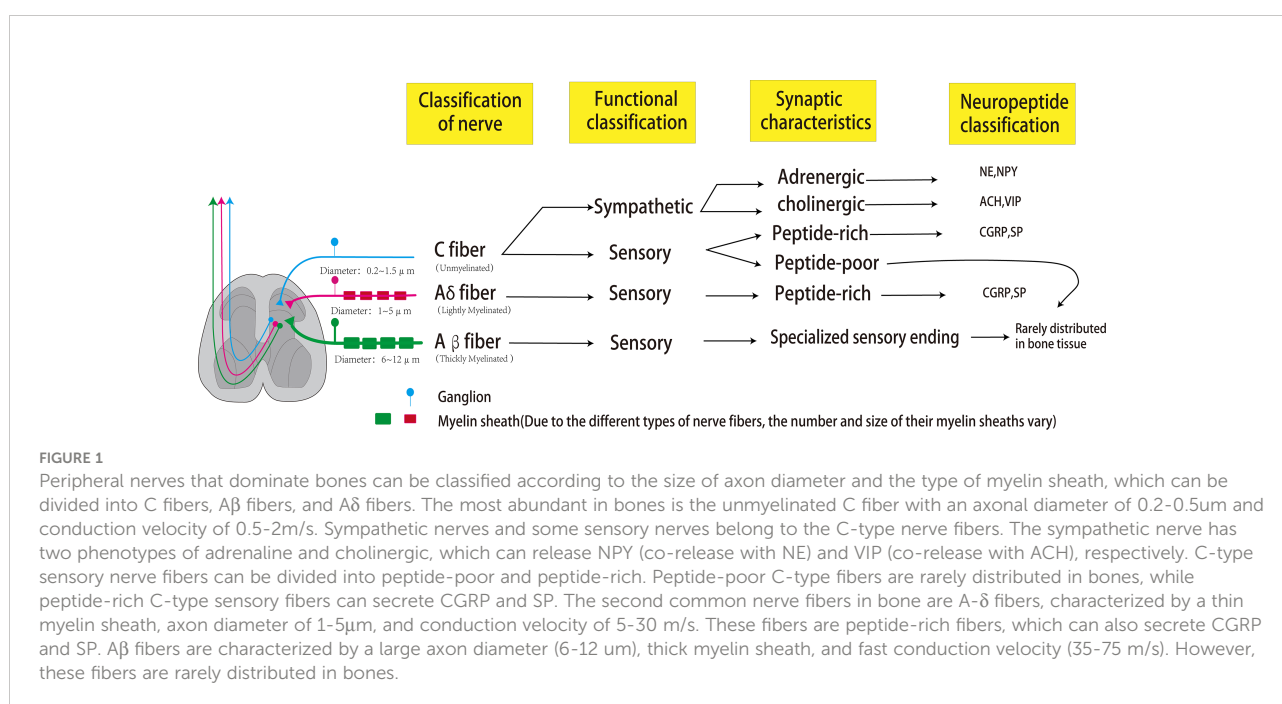 Classification
of nerve
Functional
classification
Synaptic
characteristics
Neuropeptide
classification
Adrenergic
NE,NPY
Sympathetic
cholinergic
ACH,VIP
Peptide-rich
CGRP,SP
C fiber
(Unmyelinated)
Sensory
Diameter: 0.2~1.5 μ m
Peptide-poor
Aδ fiber
(Lightly Myelinated)
Sensory
Peptide-rich
CGRP,SP
Diameter: 1~5 μ m
A β fiber
(Thickly Myelinated )
Sensory
Specialized sensory ending
Rarely distributed
in bone tissue
Diameter: 6~12 μ m
Ganglion
Myelin sheath(Due to the different types of nerve fibers, the number and size of their myelin sheaths vary)
FIGURE 1
Peripheral nerves that dominate bones can be classified according to the size of axon diameter and the type of myelin sheath, which can be
divided into C fibers, Aβ fibers, and Aδ fibers. The most abundant in bones is the unmyelinated C fiber with an axonal diameter of 0.2-0.5um and
conduction velocity of 0.5-2m/s. Sympathetic nerves and some sensory nerves belong to the C-type nerve fibers. The sympathetic nerve has
two phenotypes of adrenaline and cholinergic, which can release NPY (co-release with NE) and VIP (co-release with ACH), respectively. C-type
sensory nerve fibers can be divided into peptide-poor and peptide-rich. Peptide-poor C-type fibers are rarely distributed in bones, while
peptide-rich C-type sensory fibers can secrete CGRP and SP. The second common nerve fibers in bone are A-δ fibers, characterized by a thin
myelin sheath, axon diameter of 1-5μm, and conduction velocity of 5-30 m/s. These fibers are peptide-rich fibers, which can also secrete CGRP
and SP. Aβ fibers are characterized by a large axon diameter (6-12 um), thick myelin sheath, and fast conduction velocity (35-75 m/s). However,
these fibers are rarely distributed in bones.